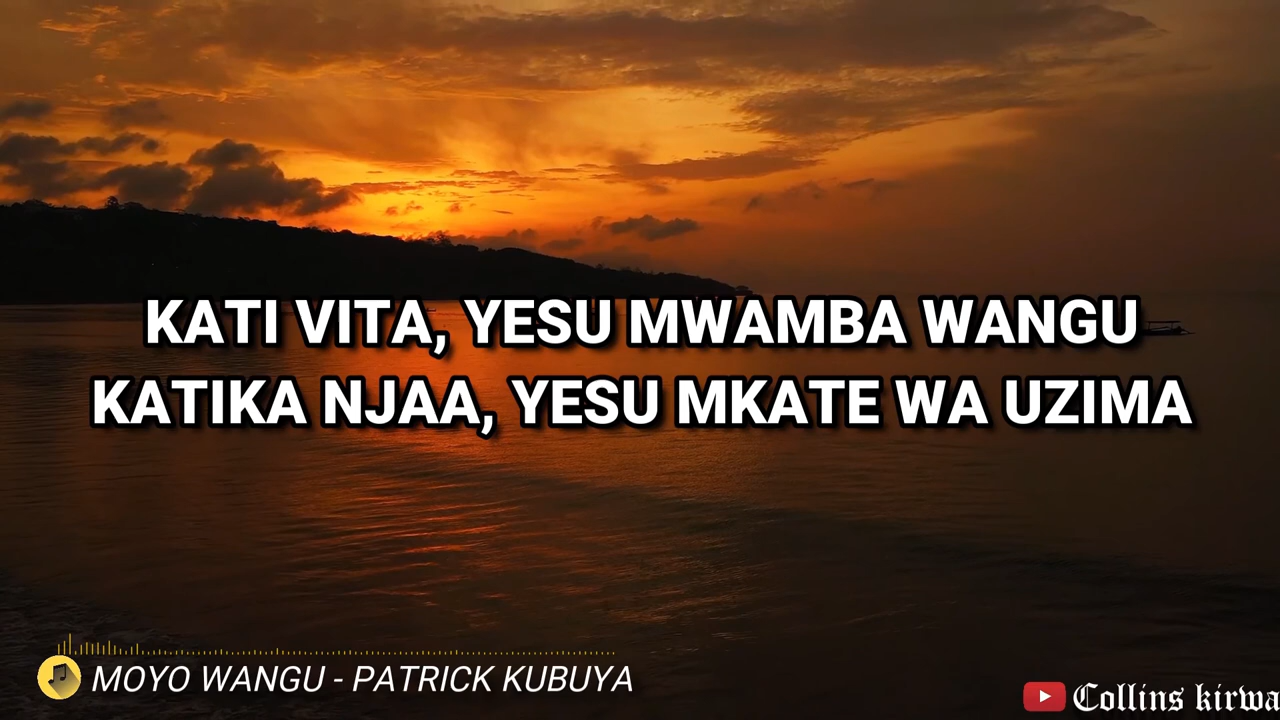 KATI VITA, YESU MWAMBA WANGU
KATIKA NJAA, YESU MKATE WA UZIMA
MOYO WANGU - PATRICK KUBUYA
Collins kirwa